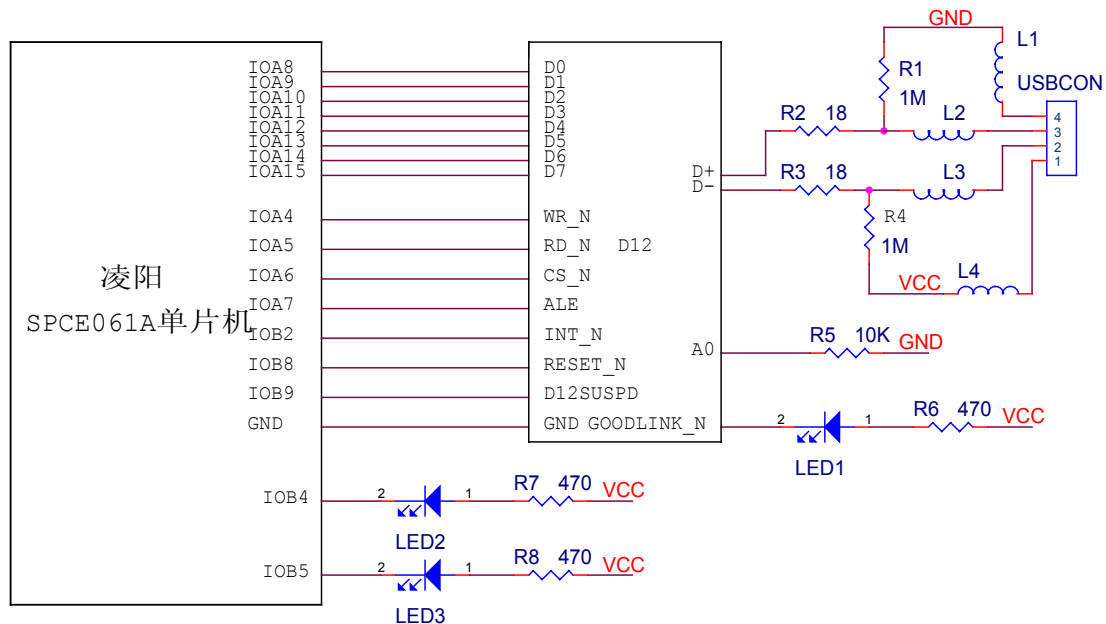 GND
L1
IOA8 D0 R1 USBCON
IOA9 D1
IOA10 D2 1M
IOA11 D3 R2 18 L2 4
IOA12 D4 3
IOA13 D5 2
IOA14 D6 1
IOA15 D7 D+ R3 18 L3
D-
IOA4 WR_N R4
IOA5 RD_N D12 1M
凌阳 IOA6 CS_N VCC L4
IOA7 ALE
SPCE061A单片机
IOB2 INT_N A0 R5 10K GND
IOB8 RESET_N
IOB9 D12SUSPD
GND GND GOODLINK_N 2 1 R6 470 VCC
LED1
IOB4 2 1 R7 470 VCC
LED2
IOB5 2 1 R8 470 VCC
LED3